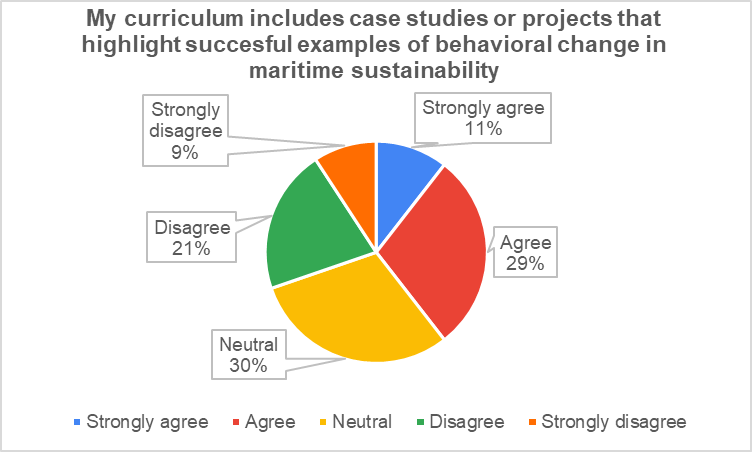 My curriculum includes case studies or projects that
highlight succesful examples of behavioral change in
maritime sustainability
Strongly agree
11%
Agree
29%
Neutral
30%
Disagree
21%
Strongly
disagree
9%
Strongly agree Agree Neutral Disagree Strongly disagree